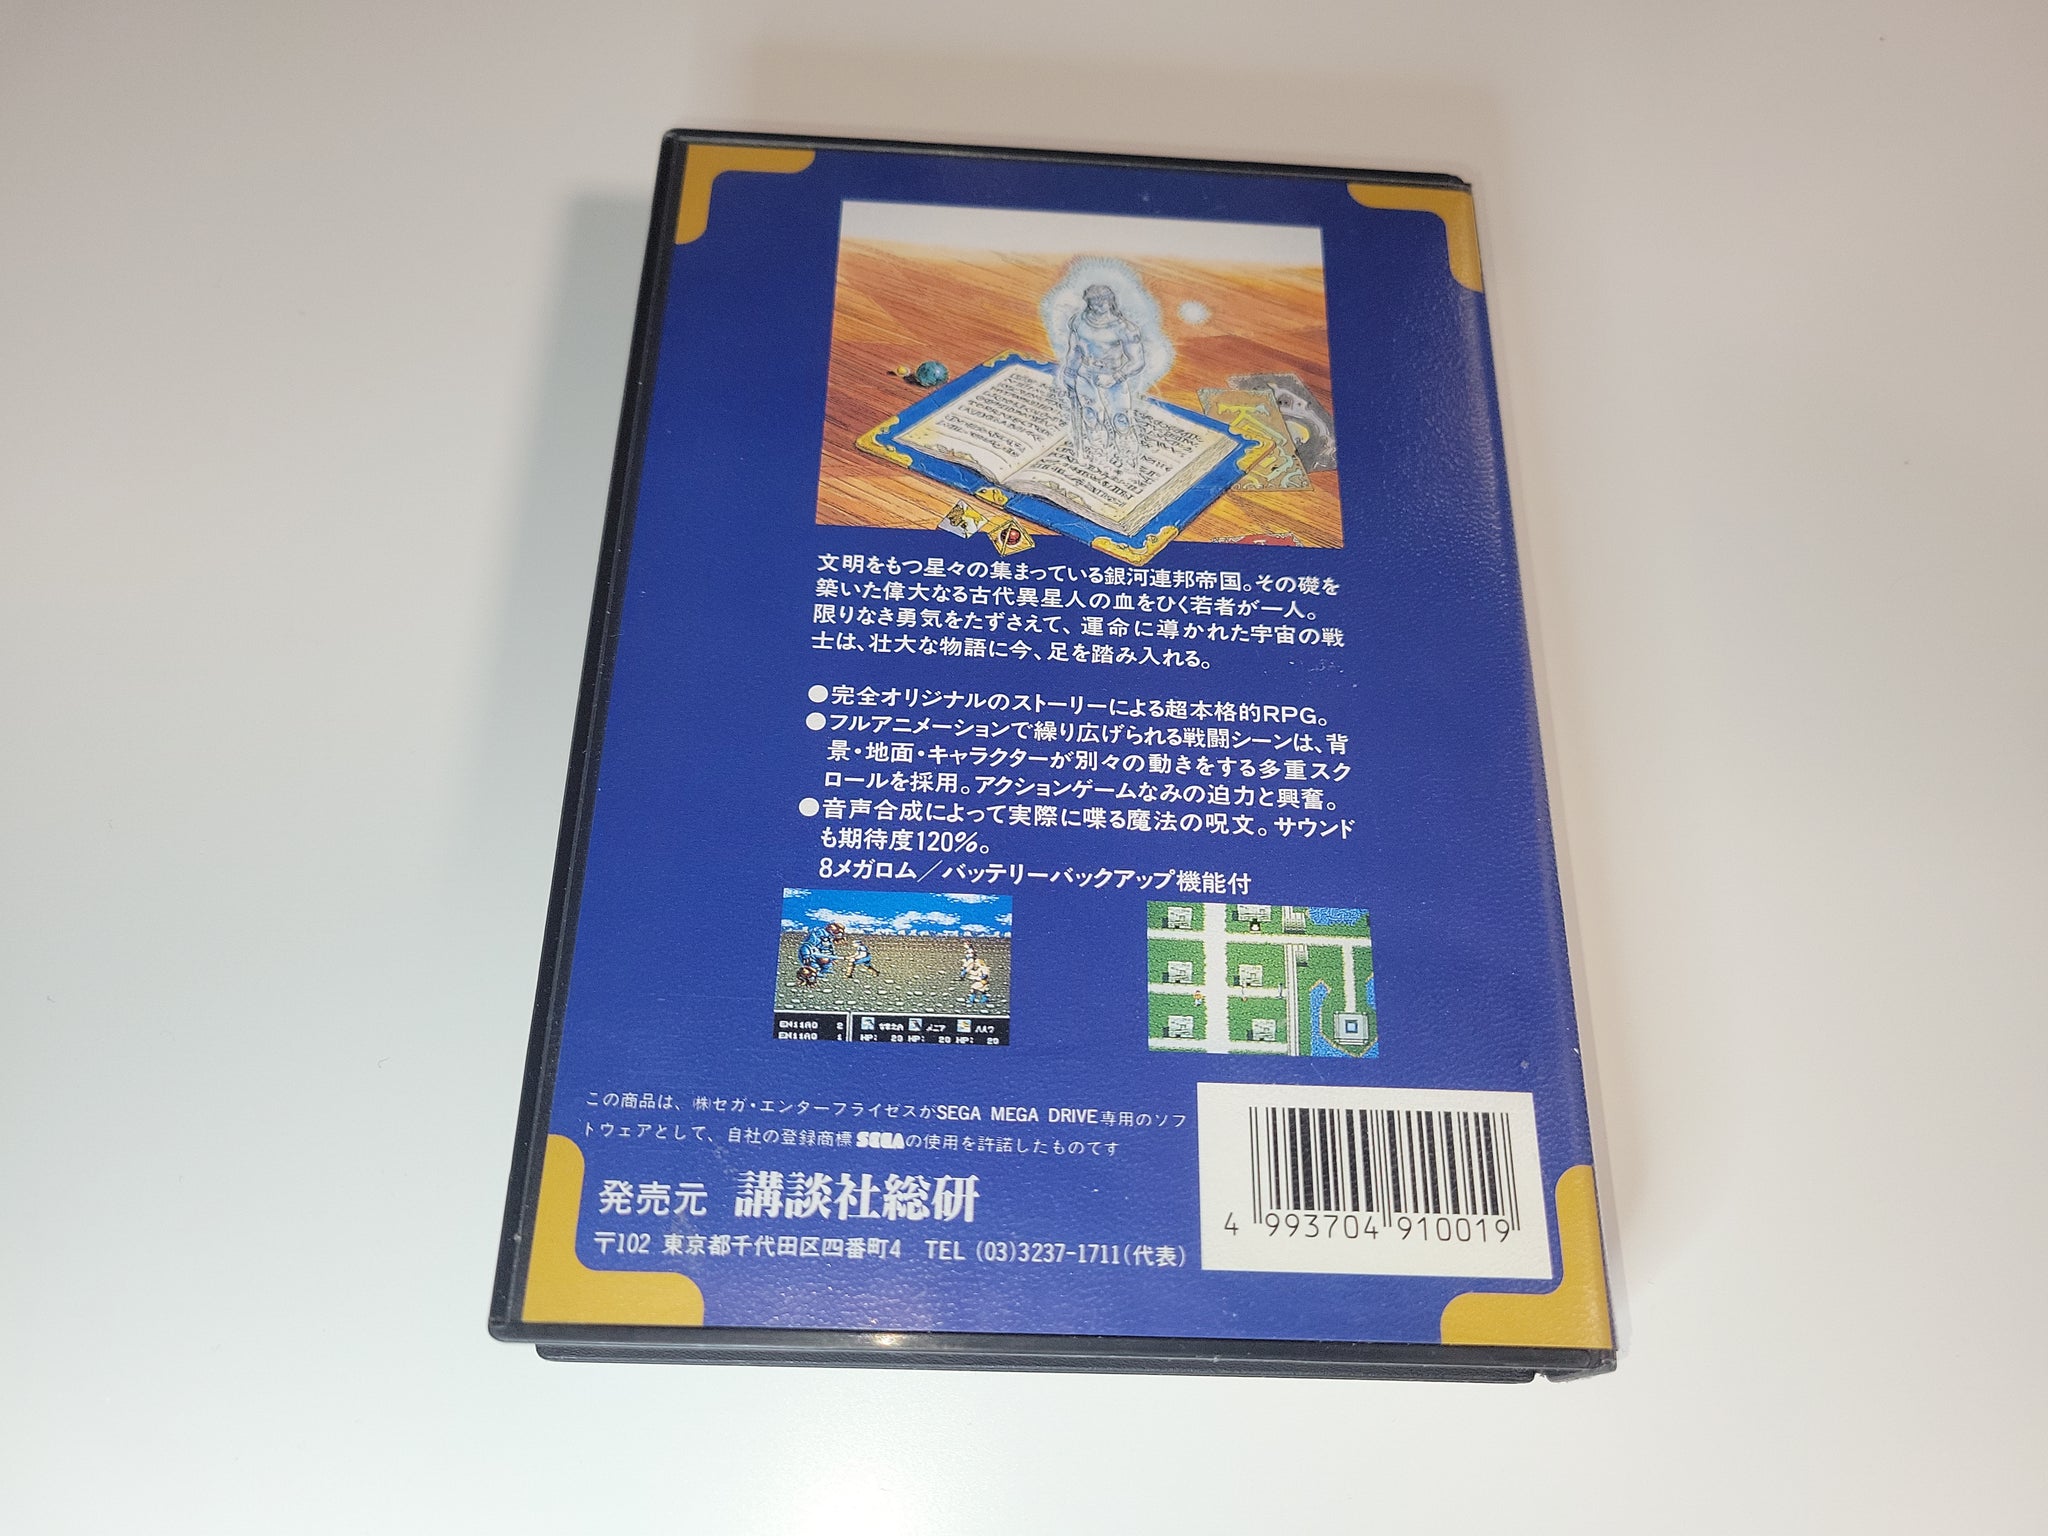 文明をもつ星々の集まっている銀河連邦帝国。その礎を
築いた偉大なる古代異星人の血をひく若者が一人。
限りなき勇気をたずさえて、運命に導かれた宇宙の戦
士は、壮大な物語に今、足を踏み入れる。
●完全オリジナルのストーリーによる超本格的RPG。
●フルアニメーションで繰り広げられる戦闘シーンは、背
景・地面・キャラクターが別々の動きをする多重スク
ロールを採用。アクションゲームなみの迫力と興奮。
●音声合成によって実際に喋る魔法の呪文。サウンド
も期待度120%。
8メガロム／バッテリーバックアップ機能付
2 メニア
1 HP: 20 HP: 20 HP: 20
この商品は、㈱セガ・エンタープライゼスがSEGA MEGA DRIVE専用のソフ
トウェアとして、自社の登録商標SEGAの使用を許諾したものです
発売元 講談社総研
〒102 東京都千代田区四番町4 TEL (03)3237-1711(代表)
4 993704 910019